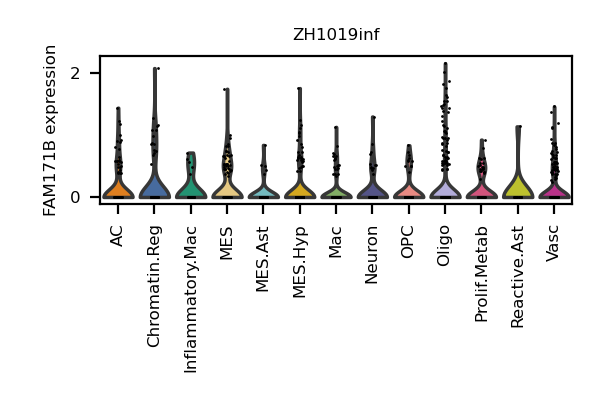 ZH1019inf
FAM171B expression
2
0
AC
Chromatin.Reg
Inflammatory.Mac
MES
MES.Ast
MES.Hyp
Mac
Neuron
OPC
Oligo
Prolif.Metab
Reactive.Ast
Vasc